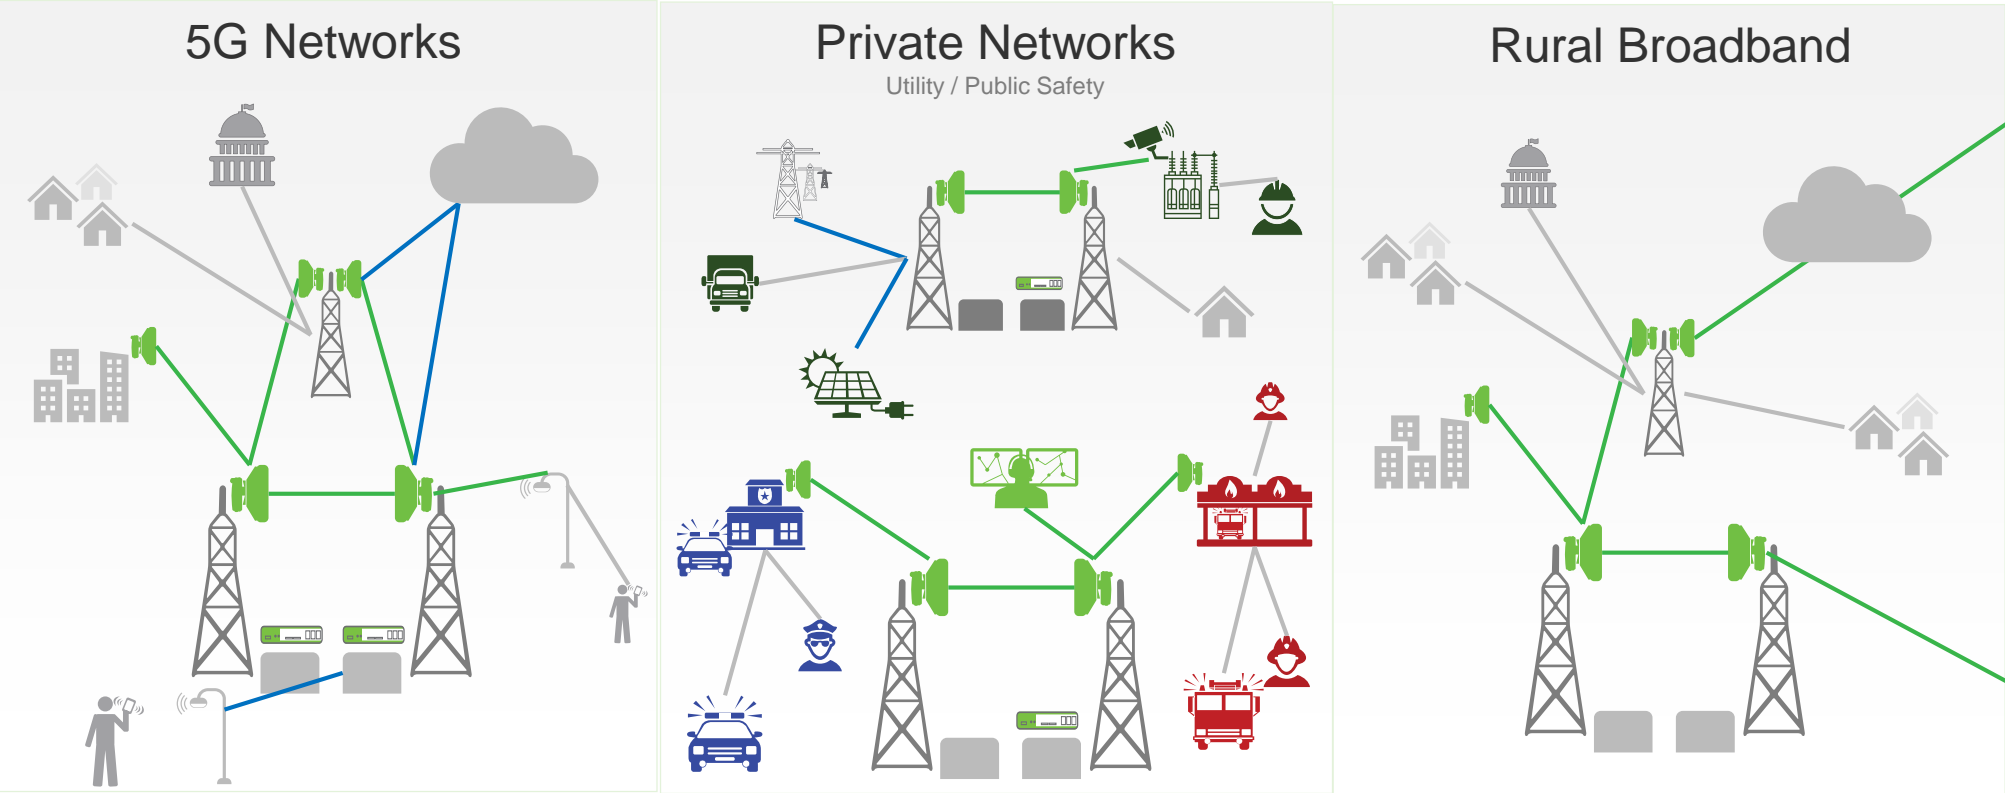 5G Networks
Private Networks
Utility / Public Safety
Rural Broadband